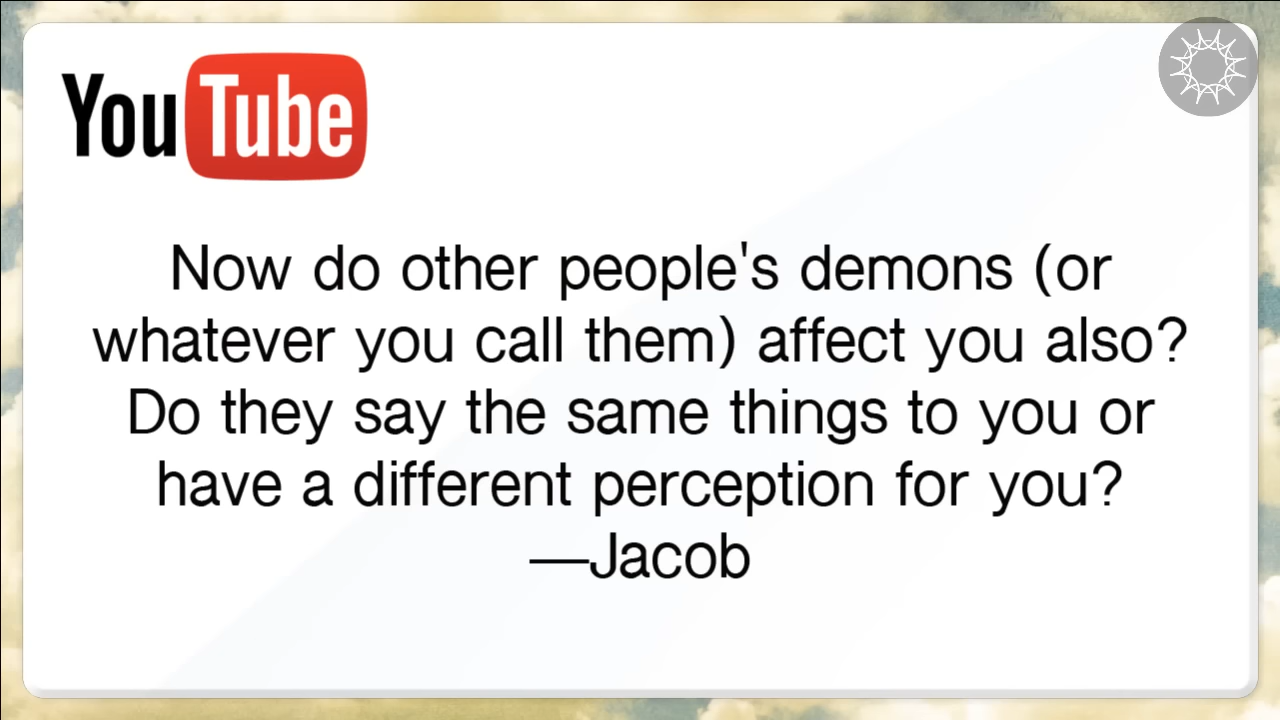 YouTube
Now do other people's demons (or
whatever you call them) affect you also?
Do they say the same things to you or
have a different perception for you?
—Jacob